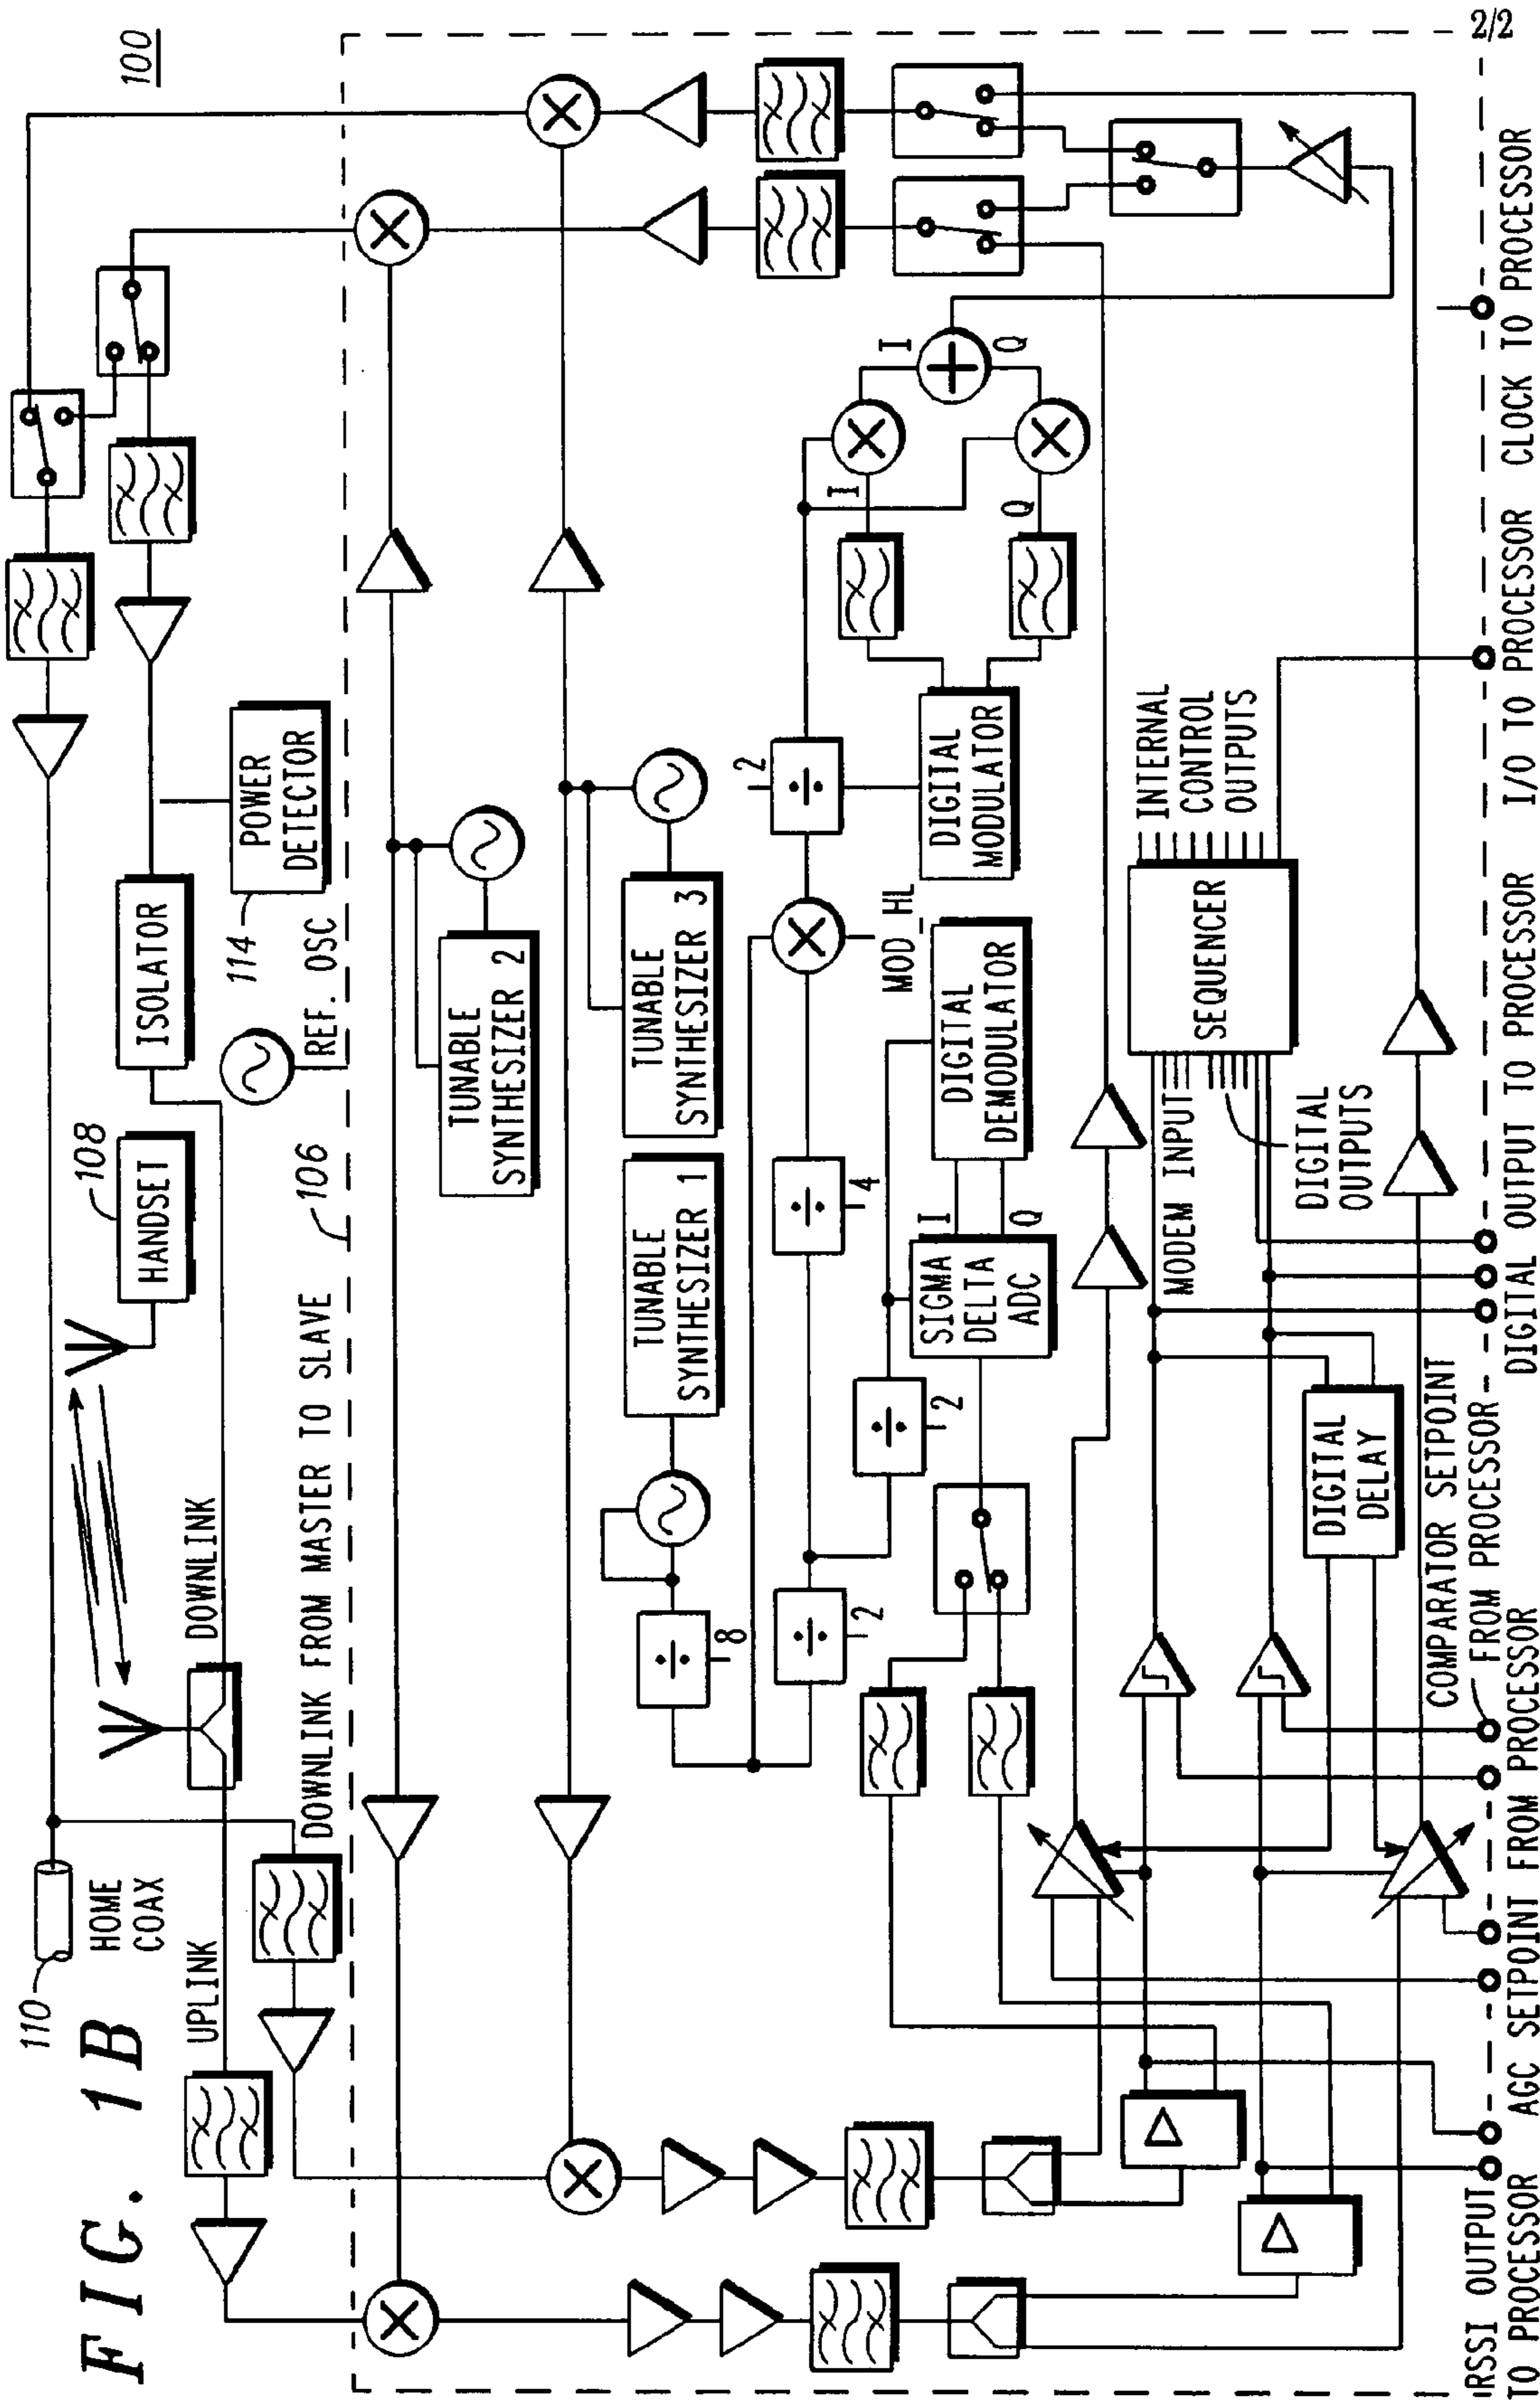 FIG. 1B
100
2/2
110
HOME
COAX
UPLINK
DOWNLINK
108
HANDSET
ISOLATOR
114
POWER
DETECTOR
REF. OSC
DOWNLINK FROM MASTER TO SLAVE
106
TUNABLE
SYNTHESIZER 2
TUNABLE
SYNTHESIZER 1
TUNABLE
SYNTHESIZER 3
÷
8
÷
2
÷
4
MOD_HL
÷
2
÷
2
SIGMA
DELTA
ADC
I
Q
DIGITAL
DEMODULATOR
DIGITAL
MODULATOR
I
Q
I
Q
MODEM INPUT
SEQUENCER
INTERNAL
CONTROL
OUTPUTS
DIGITAL
OUTPUTS
DIGITAL
DELAY
Δ
Δ
COMPARATOR SETPOINT
FROM PROCESSOR
RSSI OUTPUT
TO PROCESSOR
AGC SETPOINT FROM PROCESSOR
DIGITAL OUTPUT TO PROCESSOR
I/O TO PROCESSOR
CLOCK TO PROCESSOR